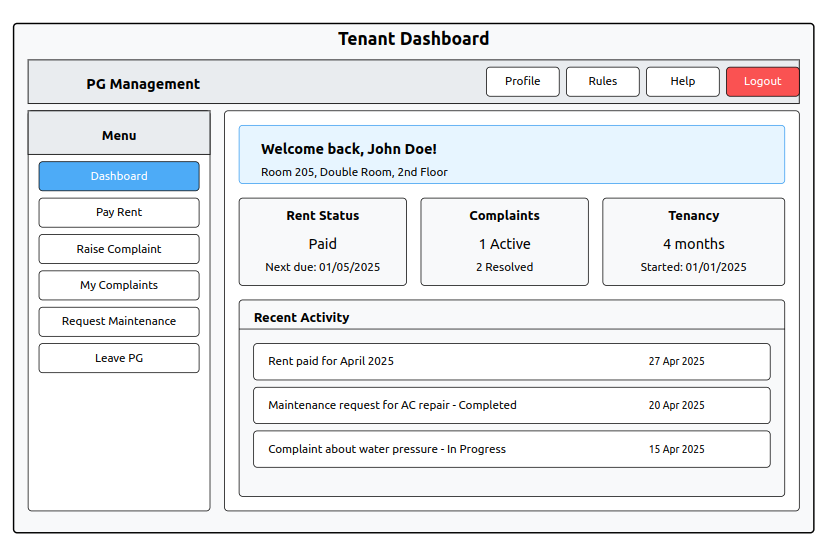 Tenant Dashboard
PG Management
Profile
Rules
Help
Logout
Menu
Dashboard
Pay Rent
Raise Complaint
My Complaints
Request Maintenance
Leave PG
Welcome back, John Doe!
Room 205, Double Room, 2nd Floor
Rent Status
Paid
Next due: 01/05/2025
Complaints
1 Active
2 Resolved
Tenancy
4 months
Started: 01/01/2025
Recent Activity
Rent paid for April 2025 27 Apr 2025
Maintenance request for AC repair - Completed 20 Apr 2025
Complaint about water pressure - In Progress 15 Apr 2025